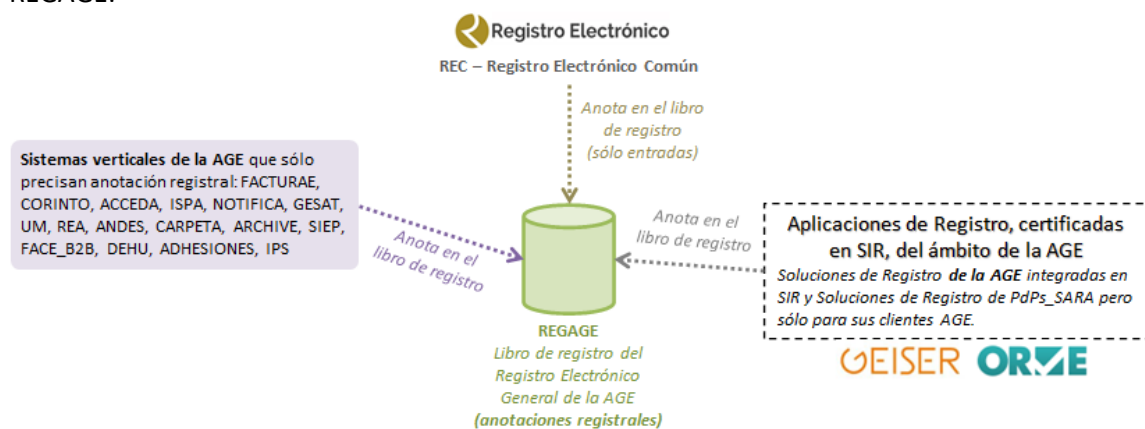 Registro Electrónico
REC – Registro Electrónico Común
Anota en el libro
de registro
(sólo entradas)
Sistemas verticales de la AGE que sólo
precisan anotación registral: FACTURAE,
CORINTO, ACCEDA, ISPA, NOTIFICA, GESAT,
UM, REA, ANDES, CARPETA, ARCHIVE, SIEP,
FACE_B2B, DEHU, ADHESIONES, IPS
Anota en el
libro de registro
Anota en el
libro de registro
Aplicaciones de Registro, certificadas
en SIR, del ámbito de la AGE
Soluciones de Registro de la AGE integradas en
SIR y Soluciones de Registro de PdPs_SARA pero
sólo para sus clientes AGE.
GEISER ORVE
REGAGE
Libro de registro del
Registro Electrónico
General de la AGE
(anotaciones registrales)